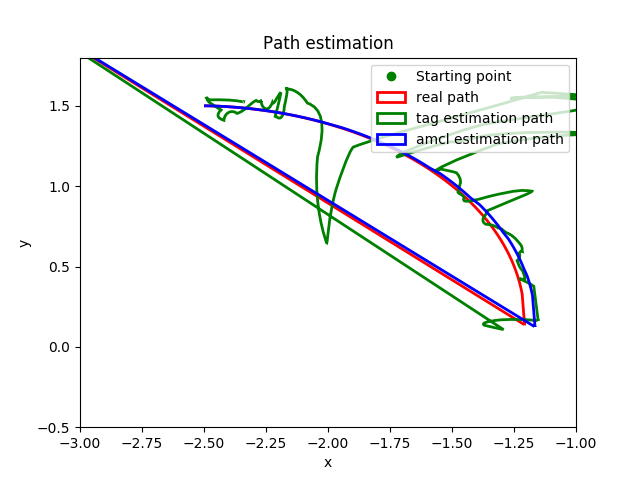 Path estimation
Starting point
real path
tag estimation path
amcl estimation path
y
1.5
1.0
0.5
0.0
−0.5
−3.00 −2.75 −2.50 −2.25 −2.00 −1.75 −1.50 −1.25 −1.00
x